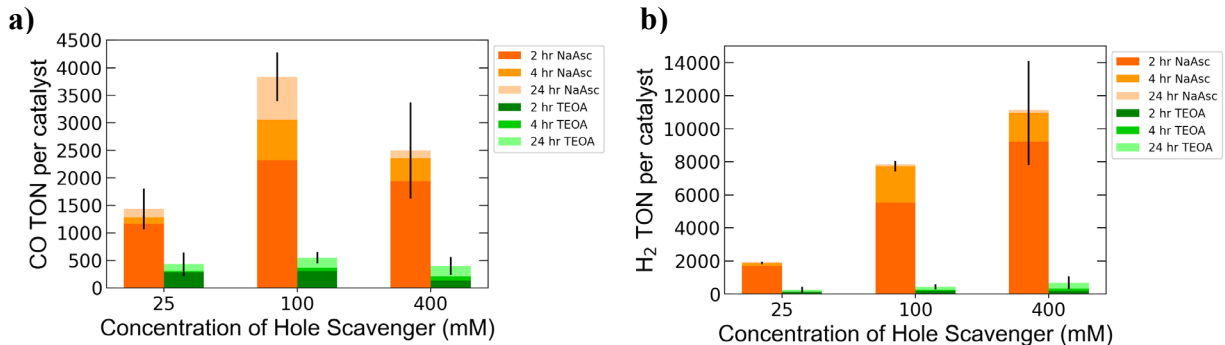 a)
4500
4000
3500
3000
2500
2000
1500
1000
500
0
CO TON per catalyst
25
100
400
Concentration of Hole Scavenger (mM)
2 hr NaAsc
4 hr NaAsc
24 hr NaAsc
2 hr TEOA
4 hr TEOA
24 hr TEOA
b)
14000
12000
10000
8000
6000
4000
2000
0
H₂ TON per catalyst
25
100
400
Concentration of Hole Scavenger (mM)
2 hr NaAsc
4 hr NaAsc
24 hr NaAsc
2 hr TEOA
4 hr TEOA
24 hr TEOA